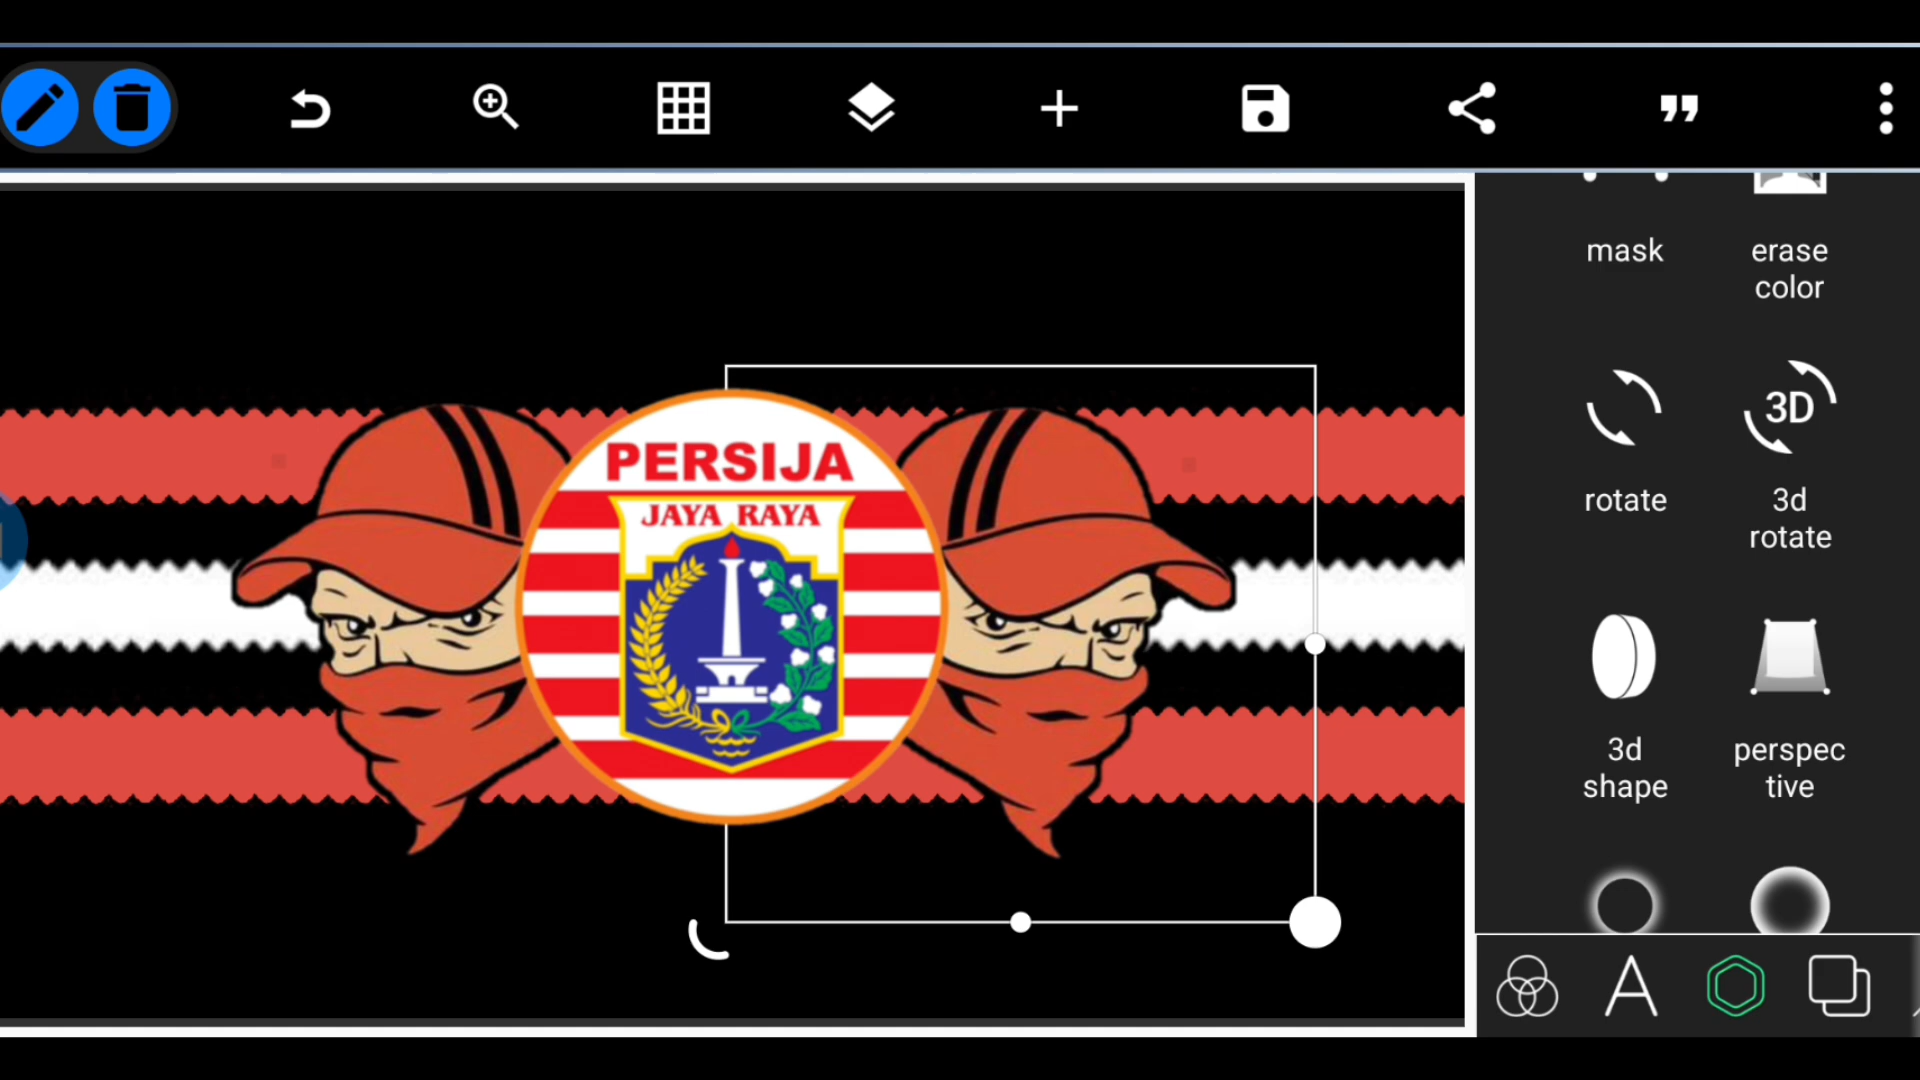 mask
erase
color
rotate
3D
3d
rotate
3d
shape
perspec
tive
PERSIJA
JAYA RAYA